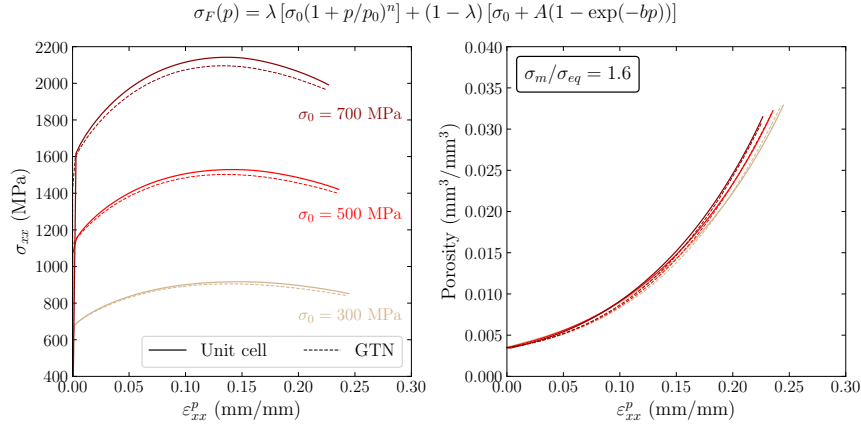 σ_F(p) = λ [σ_0(1 + p/p_0)^n] + (1 − λ) [σ_0 + A(1 − exp(−bp))]
2200
2000
1800
1600
1400
1200
1000
800
600
400
σ_xx (MPa)
σ_0 = 700 MPa
σ_0 = 500 MPa
σ_0 = 300 MPa
Unit cell
GTN
0.00 0.05 0.10 0.15 0.20 0.25 0.30
ε^p_xx (mm/mm)
0.040
0.035
0.030
0.025
0.020
0.015
0.010
0.005
0.000
Porosity (mm³/mm³)
σ_m/σ_eq = 1.6
0.00 0.05 0.10 0.15 0.20 0.25 0.30
ε^p_xx (mm/mm)